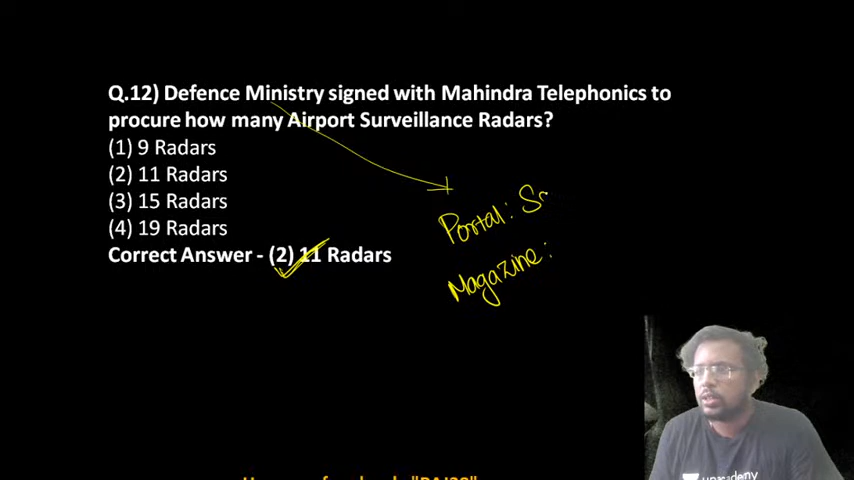 Q.12) Defence Ministry signed with Mahindra Telephonics to
procure how many Airport Surveillance Radars?
(1) 9 Radars
(2) 11 Radars
(3) 15 Radars
(4) 19 Radars
Correct Answer - (2) 11 Radars
Portal:
Magazine: